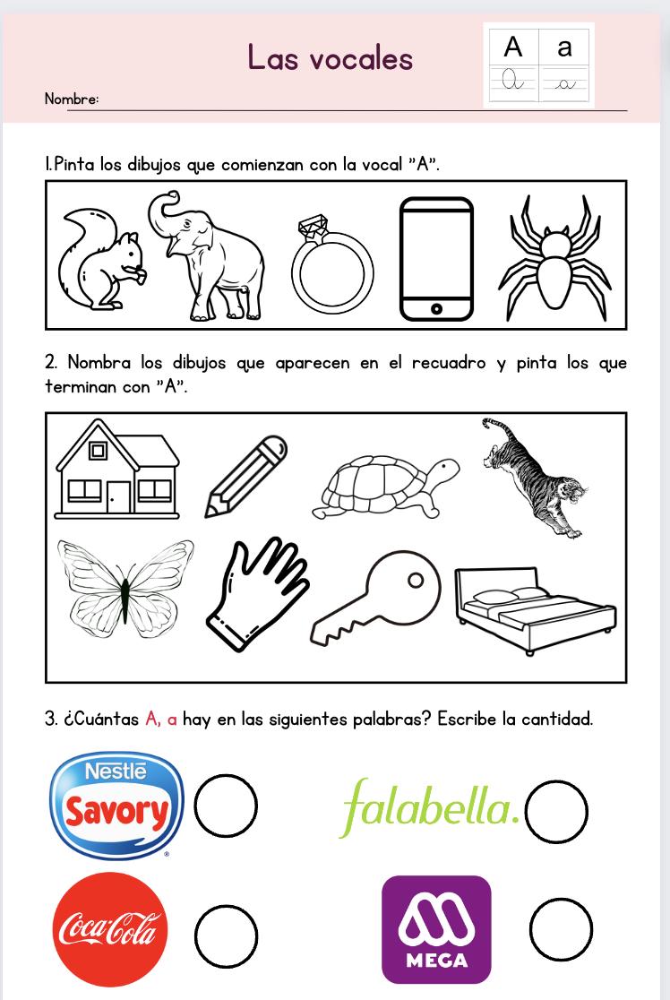 Las vocales
A a
a a
Nombre:
1.Pinta los dibujos que comienzan con la vocal "A".
2. Nombra los dibujos que aparecen en el recuadro y pinta los que
terminan con "A".
3. ¿Cuántas A, a hay en las siguientes palabras? Escribe la cantidad.
Nestlé
Savory
®
falabella.
Coca-Cola
MEGA